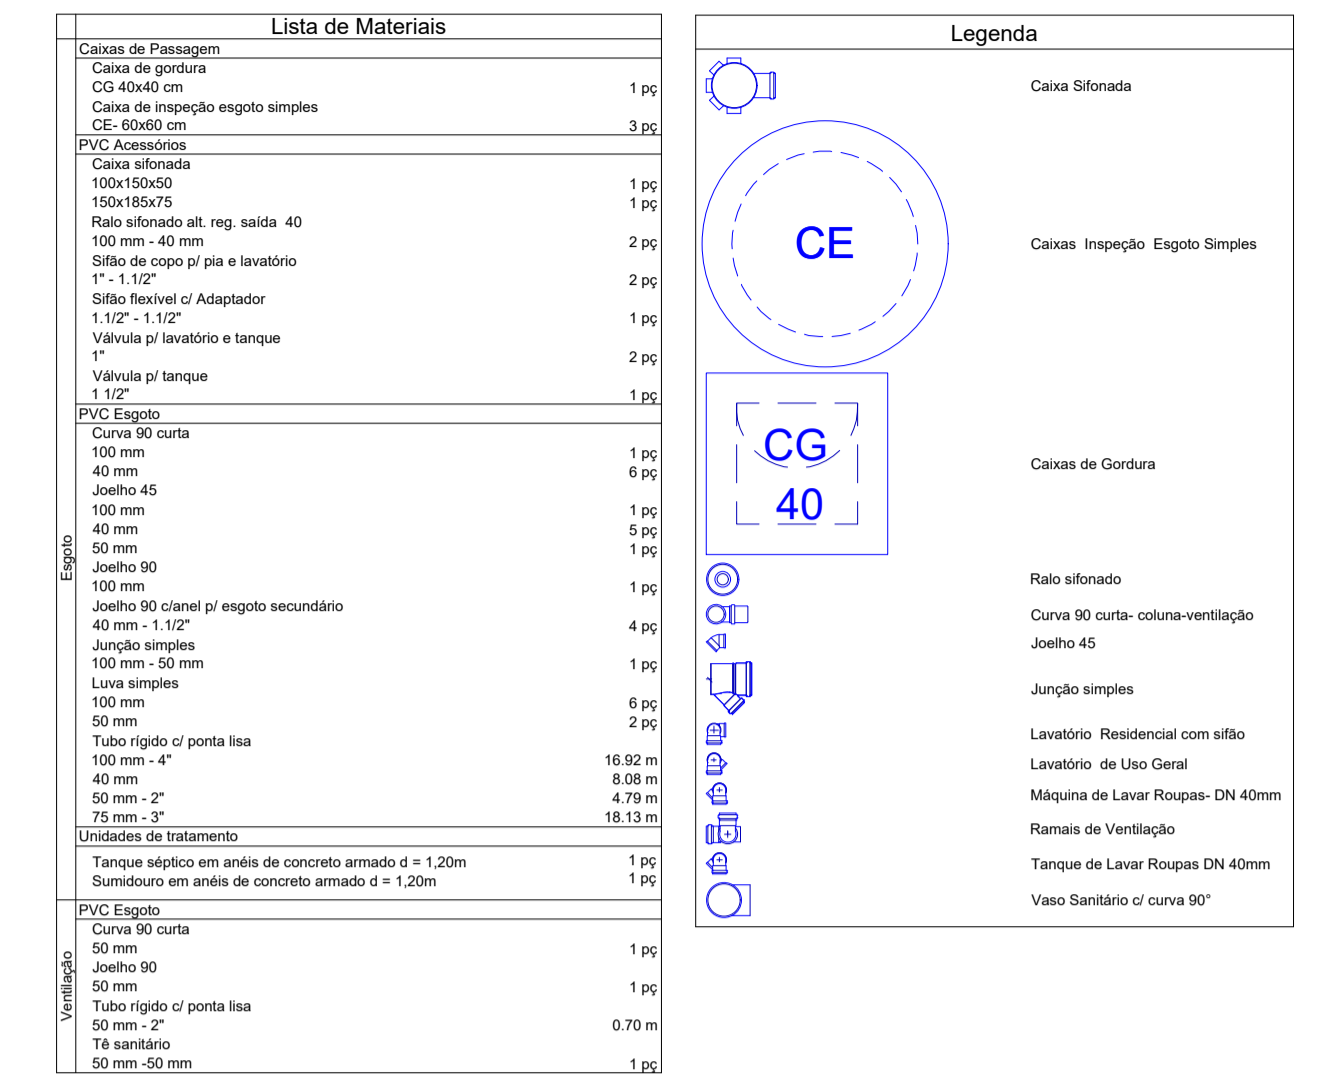 Lista de Materiais
Esgoto
Caixas de Passagem
Caixa de gordura
CG 40x40 cm 1 pç
Caixa de inspeção esgoto simples
CE- 60x60 cm 3 pç
PVC Acessórios
Caixa sifonada
100x150x50 1 pç
150x185x75 1 pç
Ralo sifonado alt. reg. saída 40
100 mm - 40 mm 2 pç
Sifão de copo p/ pia e lavatório
1" - 1.1/2" 2 pç
Sifão flexível c/ Adaptador
1.1/2" - 1.1/2" 1 pç
Válvula p/ lavatório e tanque
1" 2 pç
Válvula p/ tanque
1 1/2" 1 pç
PVC Esgoto
Curva 90 curta
100 mm 1 pç
40 mm 6 pç
Joelho 45
100 mm 1 pç
40 mm 5 pç
50 mm 1 pç
Joelho 90
100 mm 1 pç
Joelho 90 c/anel p/ esgoto secundário
40 mm - 1.1/2" 4 pç
Junção simples
100 mm - 50 mm 1 pç
Luva simples
100 mm 6 pç
50 mm 2 pç
Tubo rígido c/ ponta lisa
100 mm - 4" 16.92 m
40 mm 8.08 m
50 mm - 2" 4.79 m
75 mm - 3" 18.13 m
Unidades de tratamento
Tanque séptico em anéis de concreto armado d = 1,20m 1 pç
Sumidouro em anéis de concreto armado d = 1,20m 1 pç
Ventilação
PVC Esgoto
Curva 90 curta
50 mm 1 pç
Joelho 90
50 mm 1 pç
Tubo rígido c/ ponta lisa
50 mm - 2" 0.70 m
Tê sanitário
50 mm -50 mm 1 pç
Legenda
Caixa Sifonada
CE
Caixas Inspeção Esgoto Simples
CG
40
Caixas de Gordura
Ralo sifonado
Curva 90 curta- coluna-ventilação
Joelho 45
Junção simples
Lavatório Residencial com sifão
Lavatório de Uso Geral
Máquina de Lavar Roupas- DN 40mm
Ramais de Ventilação
Tanque de Lavar Roupas DN 40mm
Vaso Sanitário c/ curva 90°